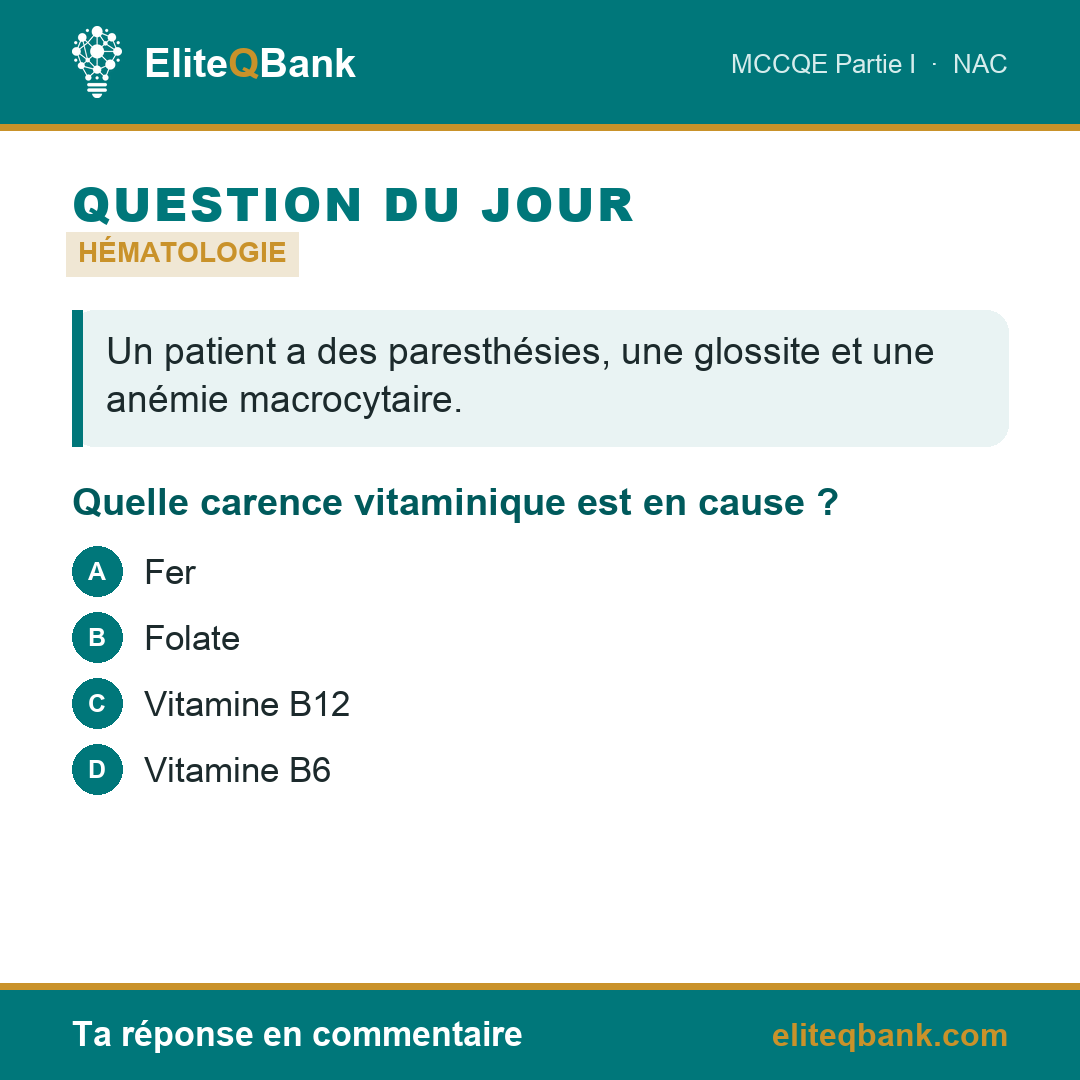 EliteQBank
MCCQE Partie I · NAC
QUESTION DU JOUR
HÉMATOLOGIE
Un patient a des paresthésies, une glossite et une
anémie macrocytaire.
Quelle carence vitaminique est en cause ?
A Fer
B Folate
C Vitamine B12
D Vitamine B6
Ta réponse en commentaire
eliteqbank.com